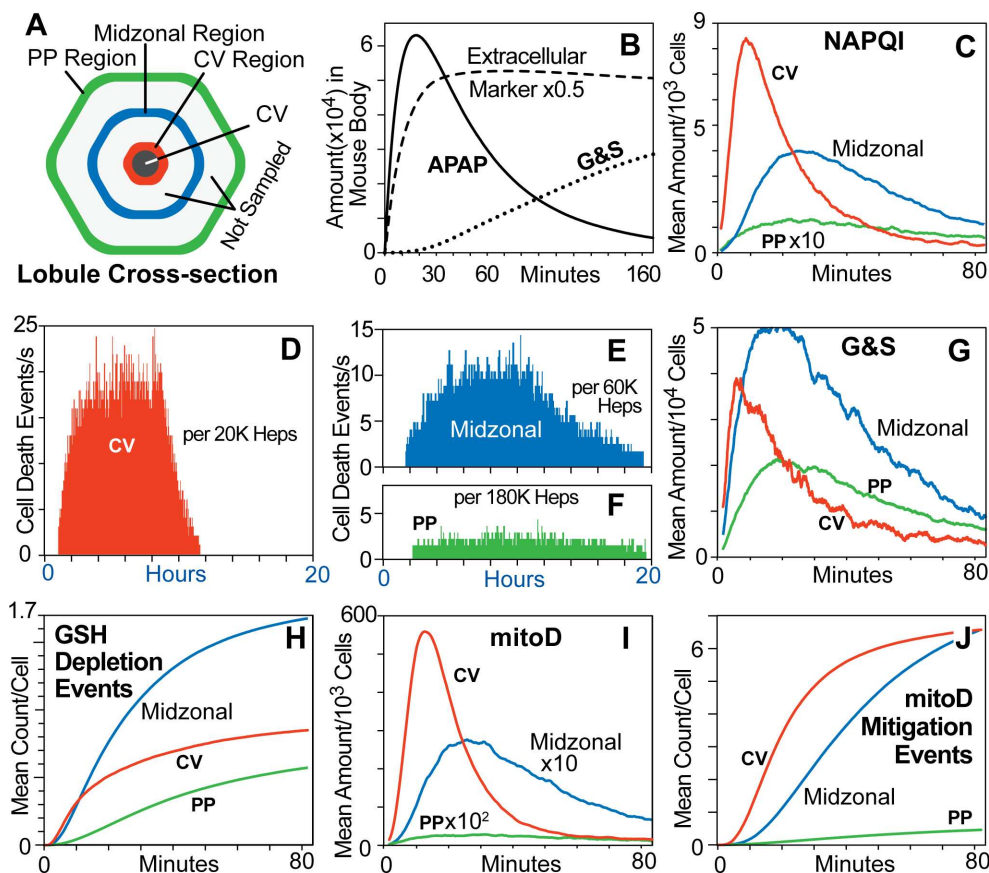 A
Midzonal Region
PP Region
CV Region
CV
Not Sampled
Lobule Cross-section
B
Amount(x10⁴) in
Mouse Body
6
0
Extracellular
Marker x0.5
APAP
G&S
0 30 60 Minutes 160
C
NAPQI
Mean Amount/10³ Cells
9
6
3
0
CV
Midzonal
PP x10
0 Minutes 80
D
Cell Death Events/s
25
0
CV
per 20K Heps
0 Hours 20
E
Cell Death Events/s
15
10
5
0
per 60K
Heps
Midzonal
F
per 180K Heps
5
0
PP
0 Hours 20
G
G&S
Mean Amount/10⁴ Cells
5
0
Midzonal
PP
CV
0 Minutes 80
H
GSH
Depletion
Events
Mean Count/Cell
1.7
0
Midzonal
CV
PP
0 Minutes 80
I
mitoD
Mean Amount/10³ Cells
600
0
CV
Midzonal
x10
PPx10²
0 Minutes 80
J
mitoD
Mitigation
Events
Mean Count/Cell
6
0
CV
Midzonal
PP
0 Minutes 80